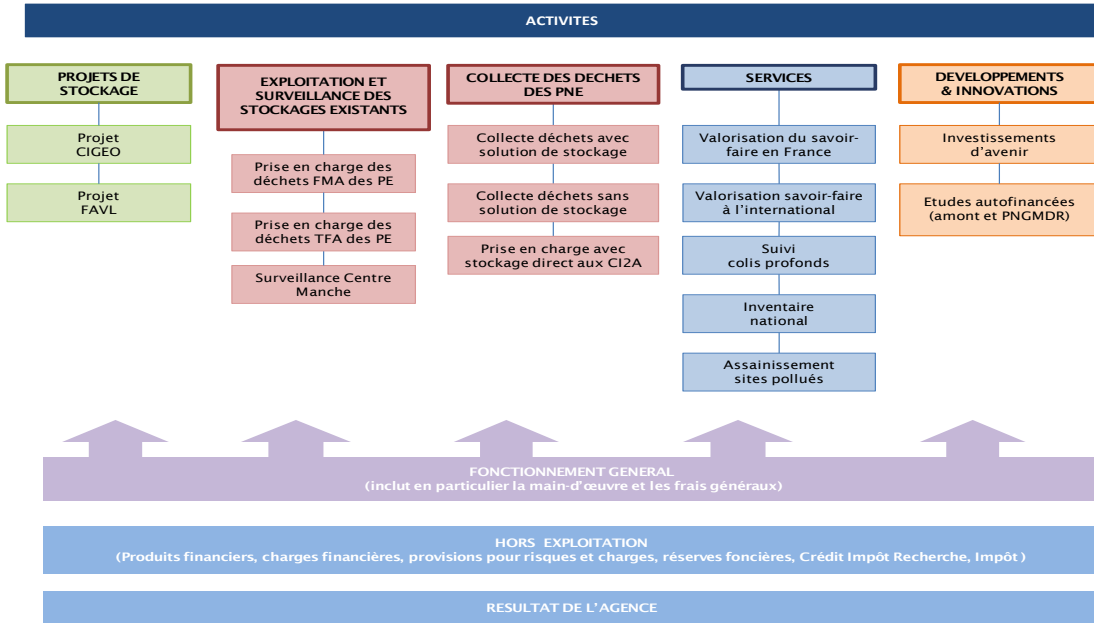 ACTIVITES
PROJETS DE
STOCKAGE
Projet
CIGEO
Projet
FAVL
EXPLOITATION ET
SURVEILLANCE DES
STOCKAGES EXISTANTS
Prise en charge des
déchets FMA des PE
Prise en charge des
déchets TFA des PE
Surveillance Centre
Manche
COLLECTE DES DECHETS
DES PNE
Collecte déchets avec
solution de stockage
Collecte déchets sans
solution de stockage
Prise en charge avec
stockage direct aux CI2A
SERVICES
Valorisation du savoir-
faire en France
Valorisation savoir-faire
à l'international
Suivi
colis profonds
Inventaire
national
Assainissement
sites pollués
DEVELOPPEMENTS
& INNOVATIONS
Investissements
d'avenir
Etudes autofinancées
(amont et PNGMDR)
FONCTIONNEMENT GENERAL
(inclut en particulier la main-d'œuvre et les frais généraux)
HORS EXPLOITATION
(Produits financiers, charges financières, provisions pour risques et charges, réserves foncières, Crédit Impôt Recherche, Impôt )
RESULTAT DE L'AGENCE